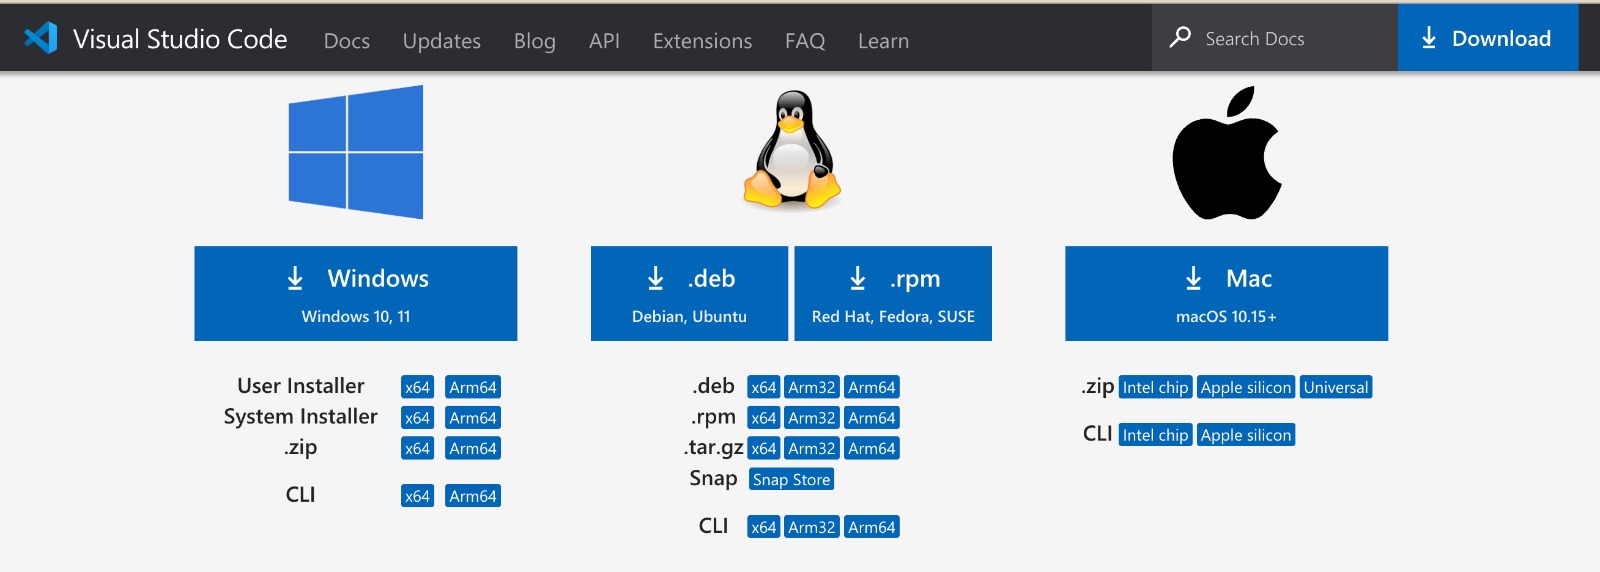 Visual Studio Code Docs Updates Blog API Extensions FAQ Learn Search Docs Download
Windows
Windows 10, 11
User Installer x64 Arm64
System Installer x64 Arm64
.zip x64 Arm64
CLI x64 Arm64
.deb
Debian, Ubuntu
.rpm
Red Hat, Fedora, SUSE
.deb x64 Arm32 Arm64
.rpm x64 Arm32 Arm64
.tar.gz x64 Arm32 Arm64
Snap Snap Store
CLI x64 Arm32 Arm64
Mac
macOS 10.15+
.zip Intel chip Apple silicon Universal
CLI Intel chip Apple silicon